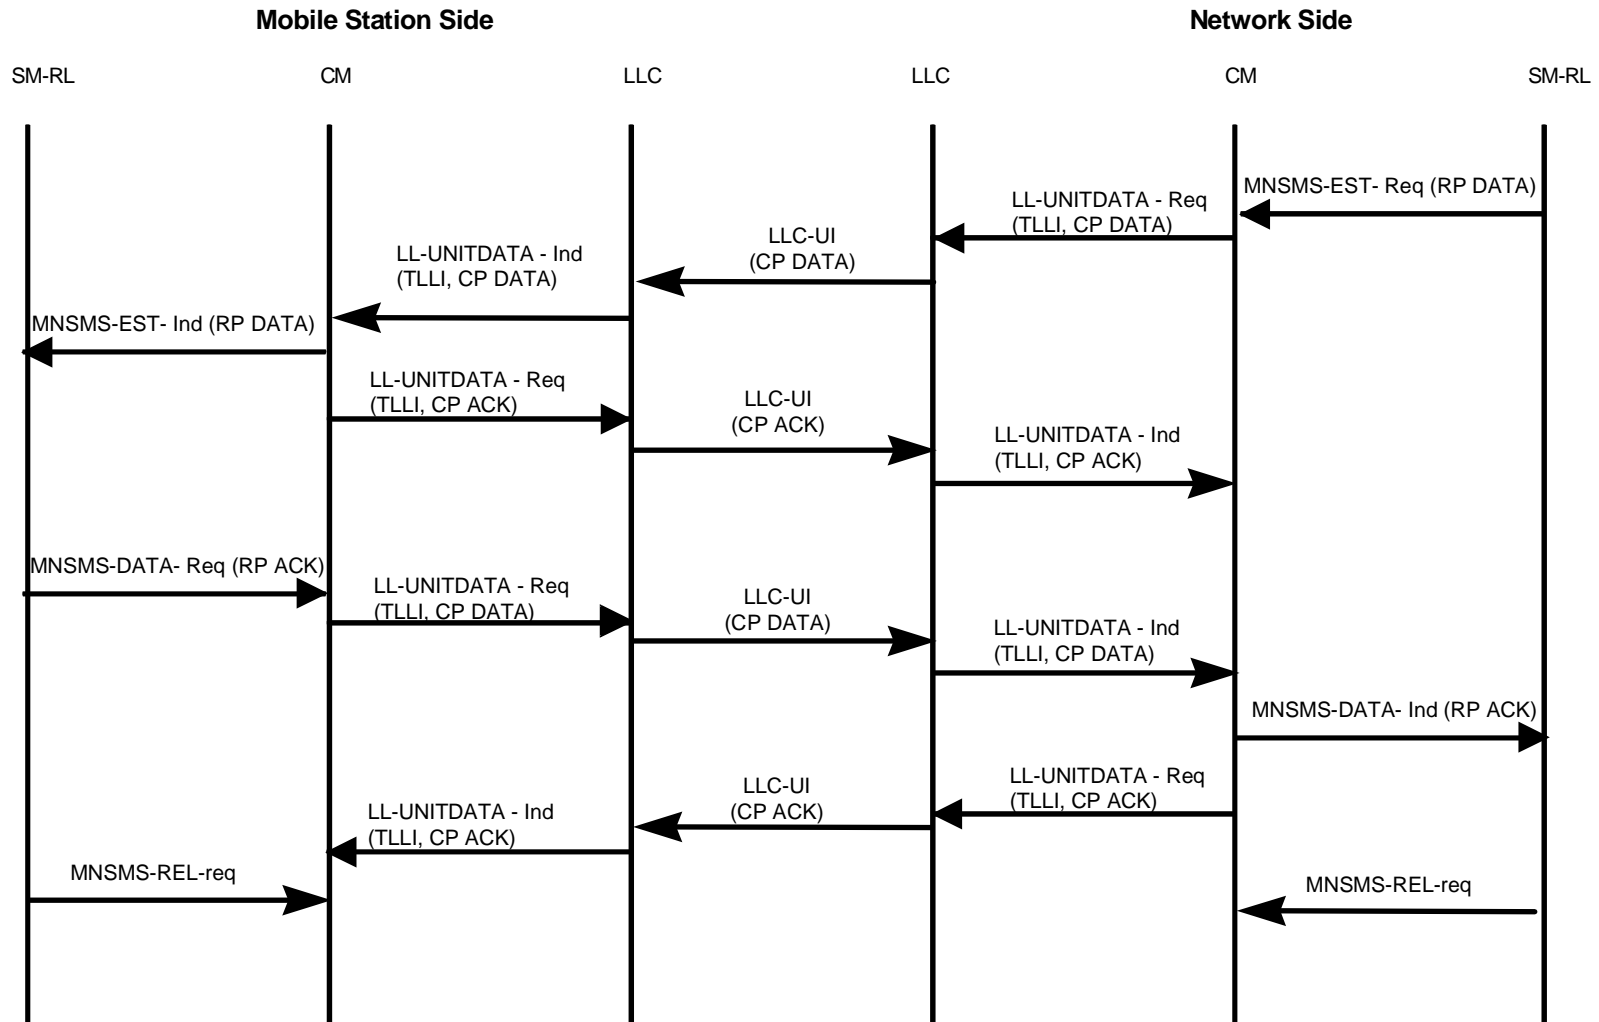 Mobile Station Side
Network Side
SM-RL
CM
LLC
LLC
CM
SM-RL
MNSMS-EST- Req (RP DATA)
LL-UNITDATA - Req
(TLLI, CP DATA)
LLC-UI
(CP DATA)
LL-UNITDATA - Ind
(TLLI, CP DATA)
MNSMS-EST- Ind (RP DATA)
LL-UNITDATA - Req
(TLLI, CP ACK)
LLC-UI
(CP ACK)
LL-UNITDATA - Ind
(TLLI, CP ACK)
MNSMS-DATA- Req (RP ACK)
LL-UNITDATA - Req
(TLLI, CP DATA)
LLC-UI
(CP DATA)
LL-UNITDATA - Ind
(TLLI, CP DATA)
MNSMS-DATA- Ind (RP ACK)
LL-UNITDATA - Req
(TLLI, CP ACK)
LLC-UI
(CP ACK)
LL-UNITDATA - Ind
(TLLI, CP ACK)
MNSMS-REL-req
MNSMS-REL-req